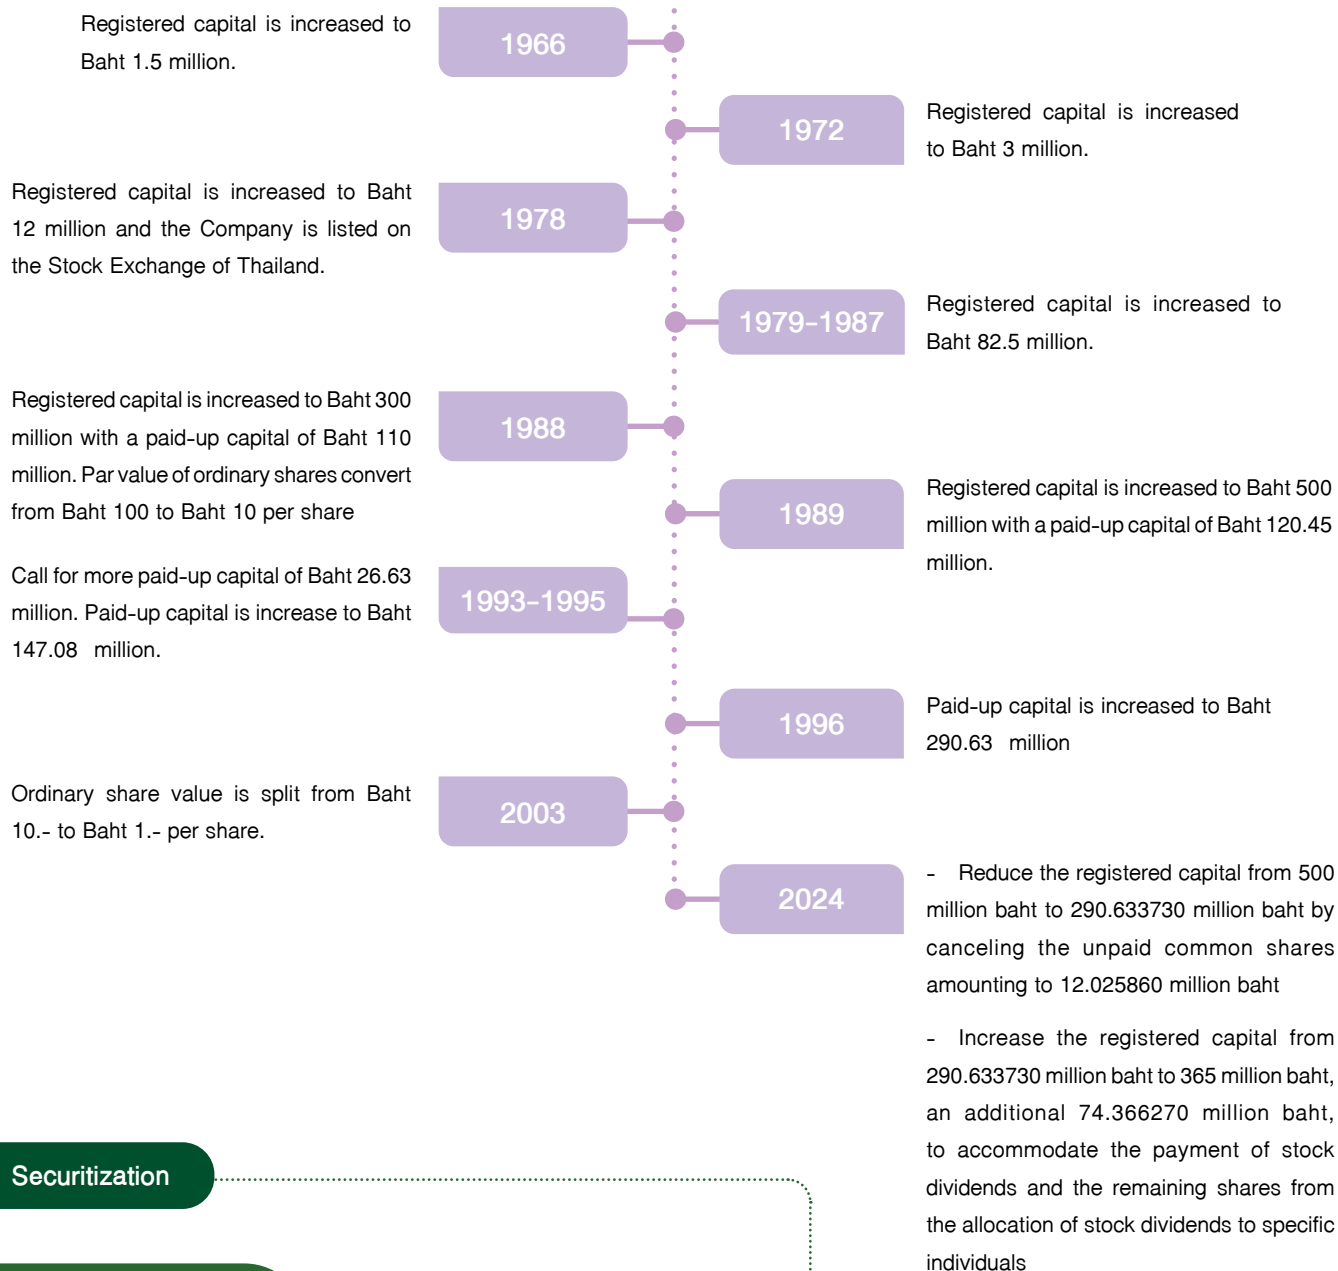 Registered capital is increased to
Baht 1.5 million.
1966
1972
Registered capital is increased
to Baht 3 million.
Registered capital is increased to Baht
12 million and the Company is listed on
the Stock Exchange of Thailand.
1978
1979-1987
Registered capital is increased to
Baht 82.5 million.
Registered capital is increased to Baht 300
million with a paid-up capital of Baht 110
million. Par value of ordinary shares convert
from Baht 100 to Baht 10 per share
1988
1989
Registered capital is increased to Baht 500
million with a paid-up capital of Baht 120.45
million.
Call for more paid-up capital of Baht 26.63
million. Paid-up capital is increase to Baht
147.08 million.
1993-1995
1996
Paid-up capital is increased to Baht
290.63 million
Ordinary share value is split from Baht
10.- to Baht 1.- per share.
2003
2024
- Reduce the registered capital from 500
million baht to 290.633730 million baht by
canceling the unpaid common shares
amounting to 12.025860 million baht
- Increase the registered capital from
290.633730 million baht to 365 million baht,
an additional 74.366270 million baht,
to accommodate the payment of stock
dividends and the remaining shares from
the allocation of stock dividends to specific
individuals
Securitization